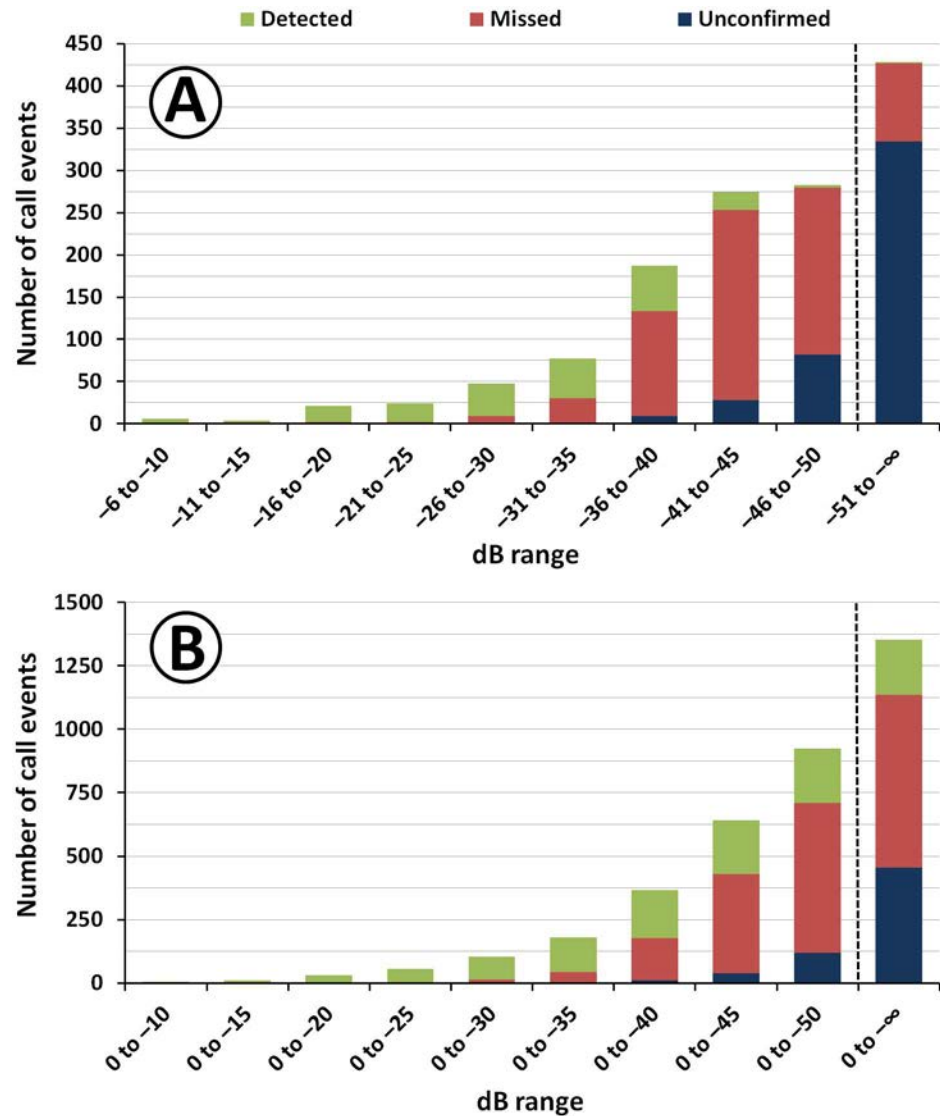 Detected Missed Unconfirmed
A
Number of call events
450
400
350
300
250
200
150
100
50
0
−6 to −10 −11 to −15 −16 to −20 −21 to −25 −26 to −30 −31 to −35 −36 to −40 −41 to −45 −46 to −50 −51 to −∞
dB range
B
Number of call events
1500
1250
1000
750
500
250
0
0 to −10 0 to −15 0 to −20 0 to −25 0 to −30 0 to −35 0 to −40 0 to −45 0 to −50 0 to −∞
dB range